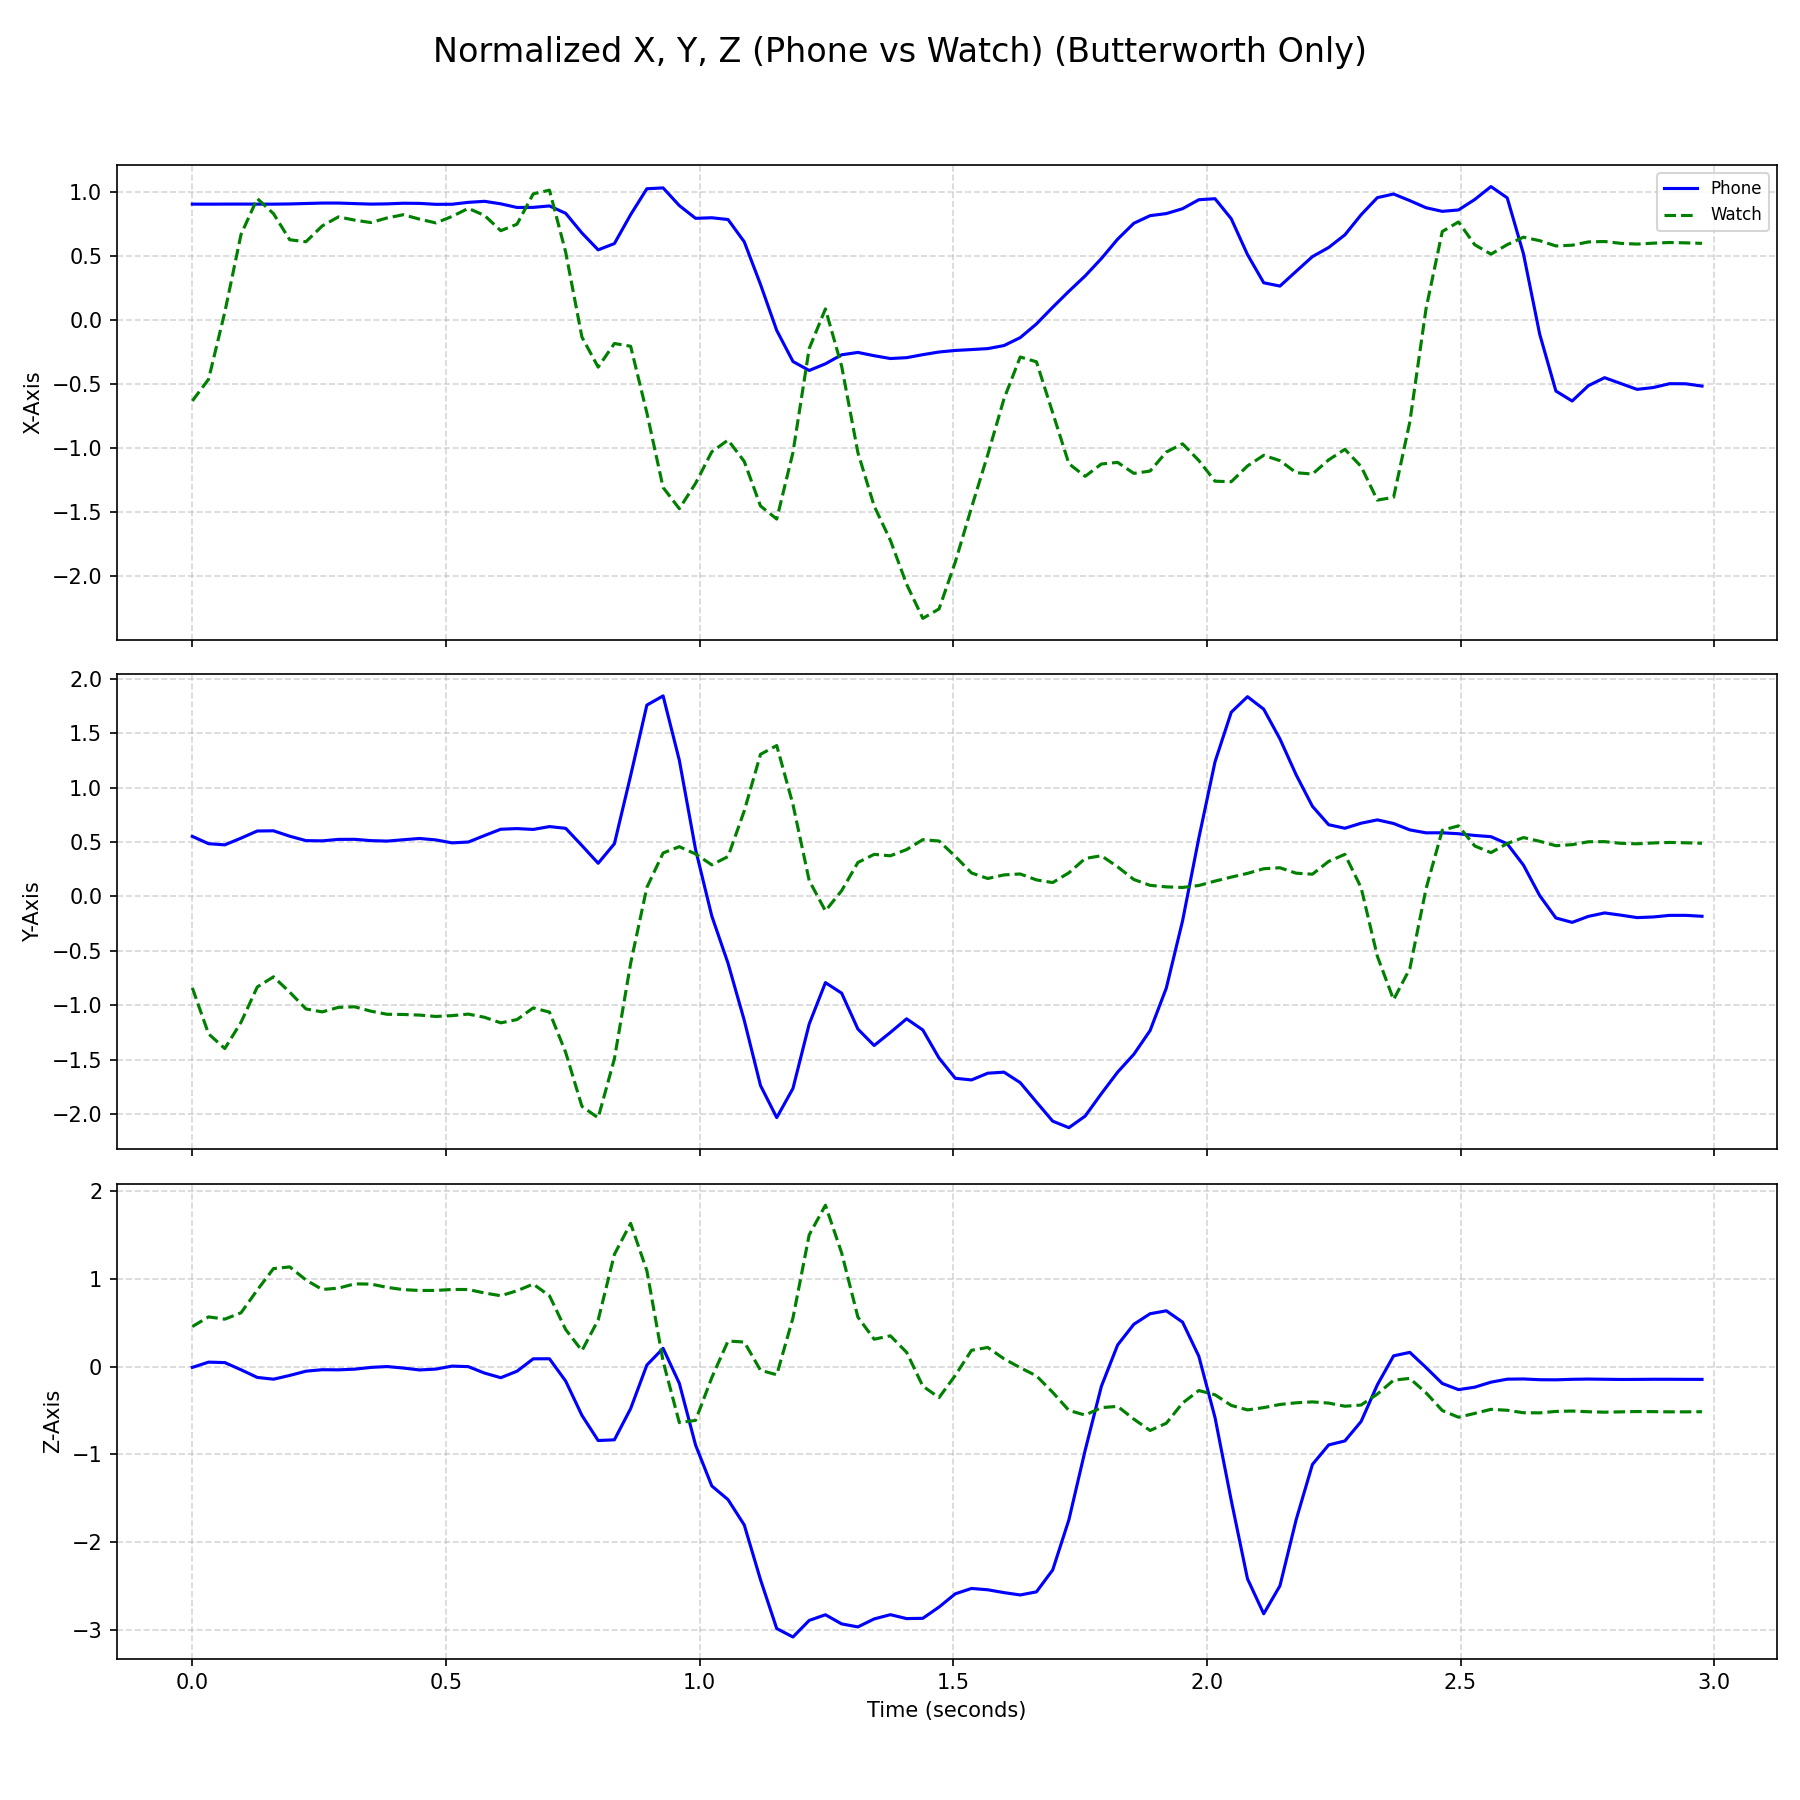 Normalized X, Y, Z (Phone vs Watch) (Butterworth Only)
Phone
Watch
1.0
0.5
0.0
−0.5
−1.0
−1.5
−2.0
X-Axis
2.0
1.5
1.0
0.5
0.0
−0.5
−1.0
−1.5
−2.0
Y-Axis
2
1
0
−1
−2
−3
Z-Axis
0.0 0.5 1.0 1.5 2.0 2.5 3.0
Time (seconds)